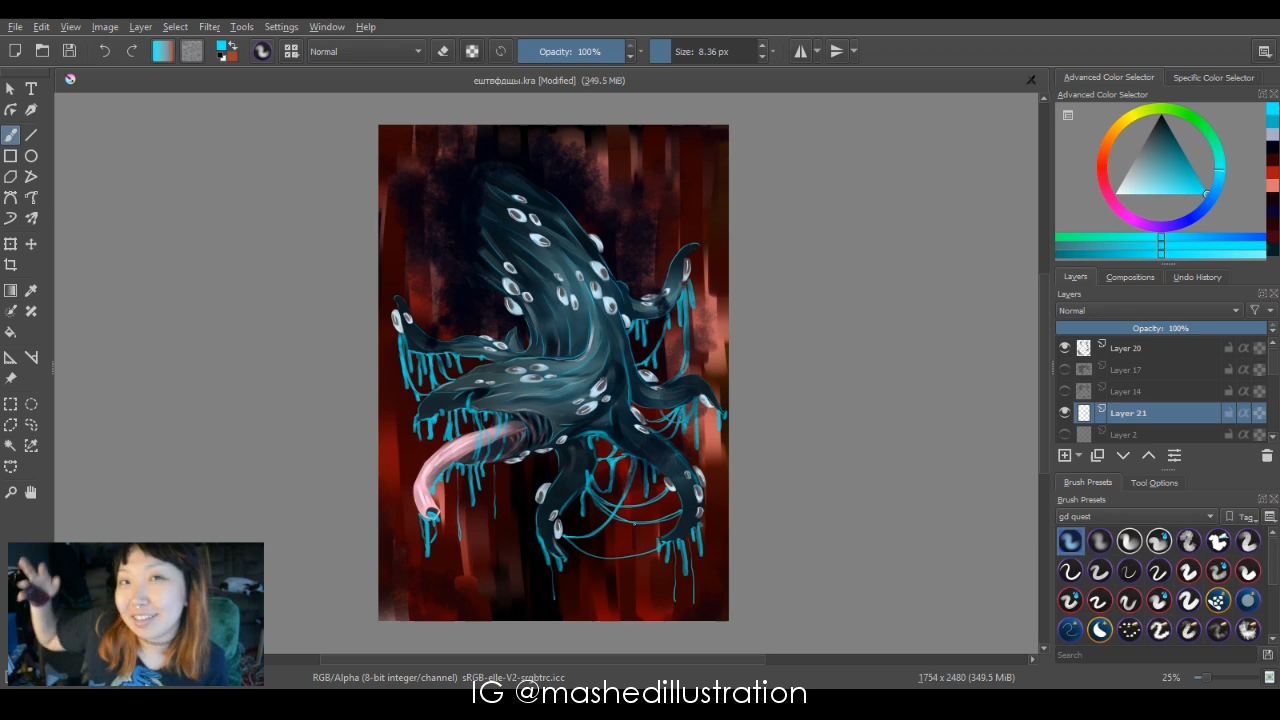 File Edit View Image Layer Select Filter Tools Settings Window Help
Normal Opacity: 100% Size: 8.36 px
ештвфдщы.kra [Modified] (349.5 MiB)
Advanced Color Selector Specific Color Selector
Advanced Color Selector
Layers Compositions Undo History
Layers
Normal
Opacity: 100%
Layer 20
Layer 17
Layer 14
Layer 21
Layer 2
Brush Presets Tool Options
Brush Presets
gd quest Tag
Search
RGB/Alpha (8-bit integer/channel) sRGB-elle-V2-srgbtrc.icc 1754 x 2480 (349.5 MiB) 25%
IG @mashedillustration